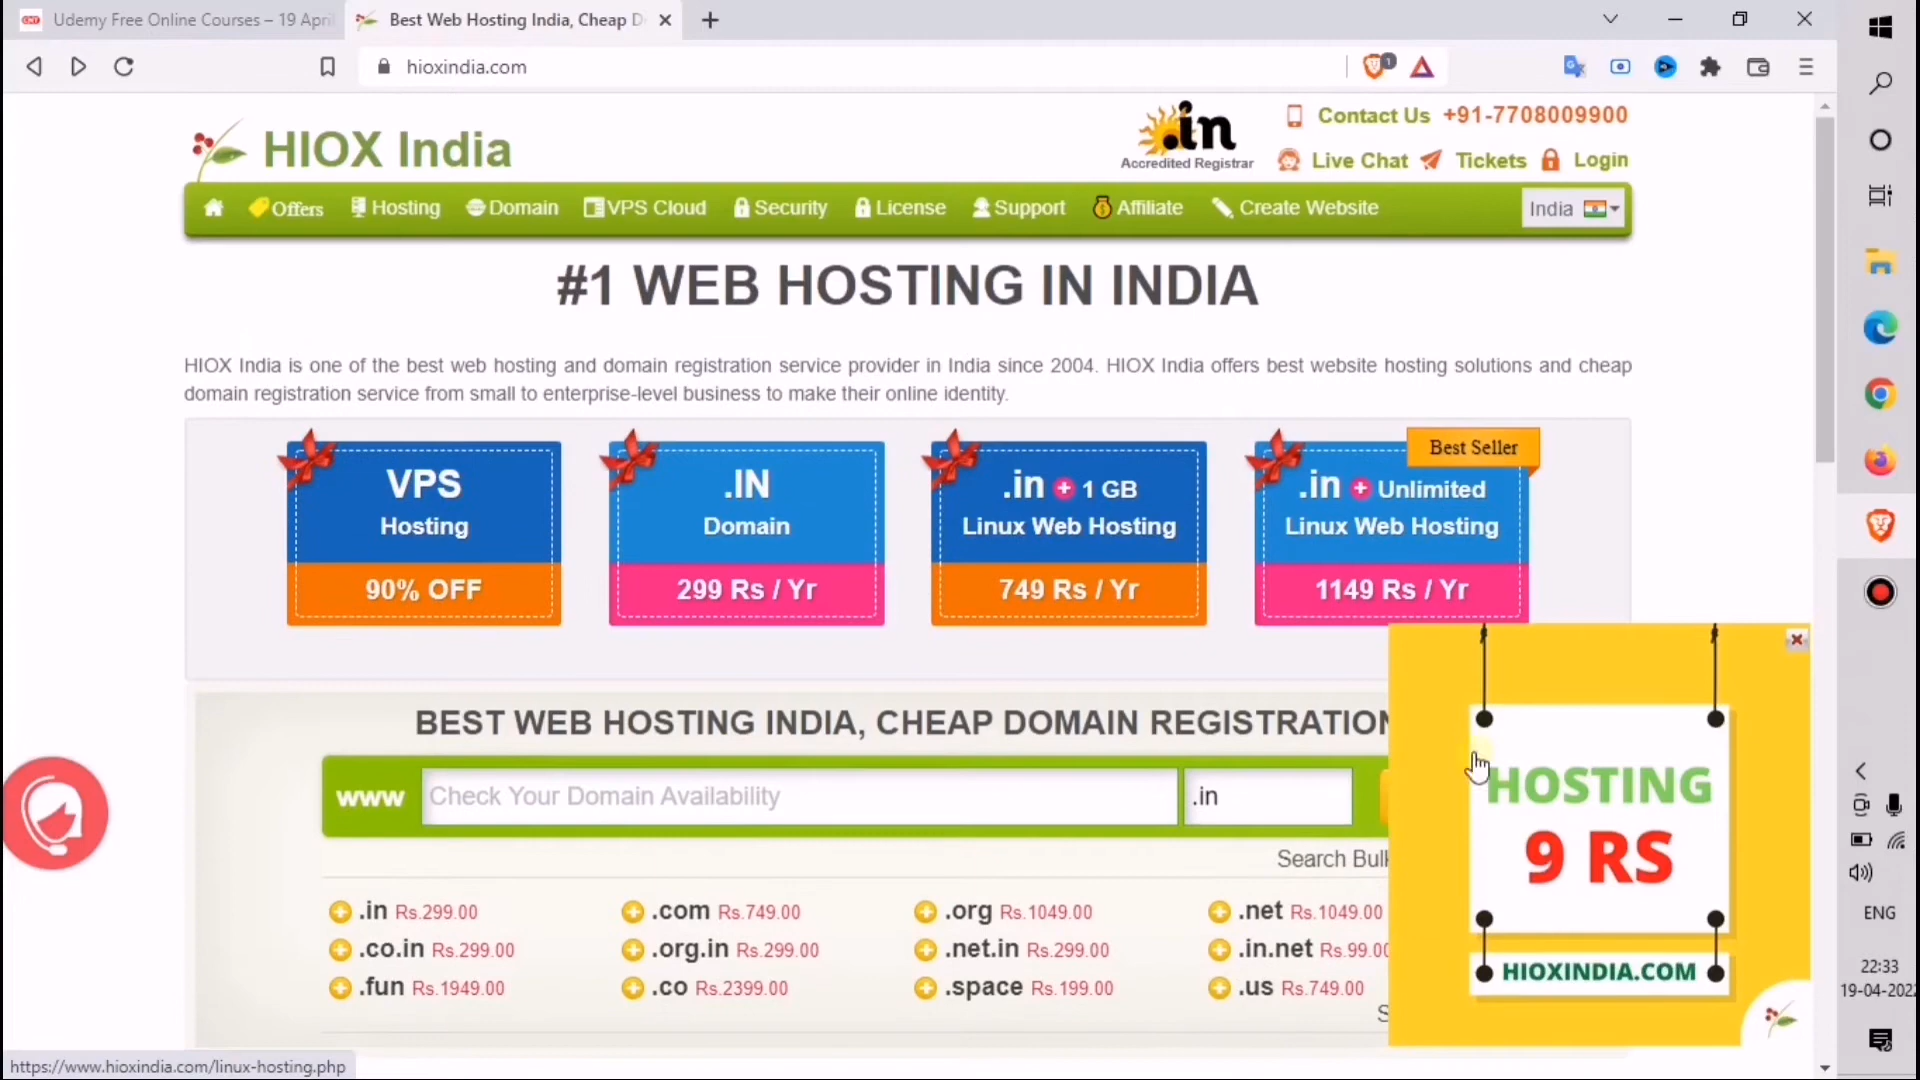 Udemy Free Online Courses – 19 Apri
Best Web Hosting India, Cheap D
hioxindia.com
1
HIOX India
.in
Accredited Registrar
Contact Us +91-7708009900
Live Chat Tickets Login
Offers Hosting Domain VPS Cloud Security License Support Affiliate Create Website India
#1 WEB HOSTING IN INDIA
HIOX India is one of the best web hosting and domain registration service provider in India since 2004. HIOX India offers best website hosting solutions and cheap
domain registration service from small to enterprise-level business to make their online identity.
VPS
Hosting
90% OFF
.IN
Domain
299 Rs / Yr
.in + 1 GB
Linux Web Hosting
749 Rs / Yr
Best Seller
.in + Unlimited
Linux Web Hosting
1149 Rs / Yr
BEST WEB HOSTING INDIA, CHEAP DOMAIN REGISTRATION
www Check Your Domain Availability .in
Search Bulk
.in Rs.299.00 .com Rs.749.00 .org Rs.1049.00 .net Rs.1049.00
.co.in Rs.299.00 .org.in Rs.299.00 .net.in Rs.299.00 .in.net Rs.99.00
.fun Rs.1949.00 .co Rs.2399.00 .space Rs.199.00 .us Rs.749.00
HOSTING
9 RS
HIOXINDIA.COM
https://www.hioxindia.com/linux-hosting.php
ENG
22:33
19-04-2022